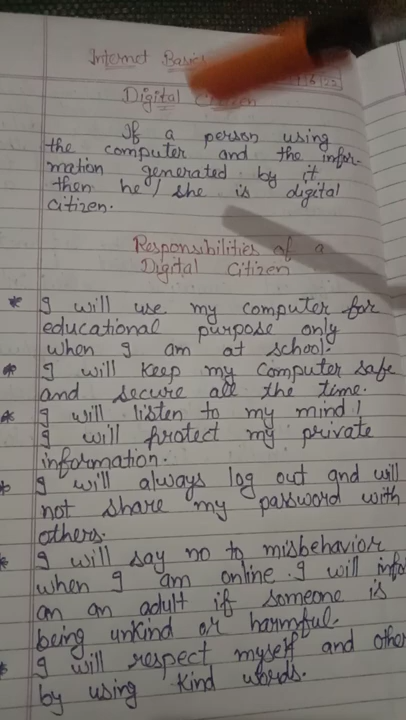 Internet Basics
Digital Citizen
If a person using
the computer and the infor-
mation generated by it
then he / she is digital
citizen.
Responsibilities of a
Digital Citizen
* I will use my computer for
educational purpose only
when I am at school.
* I will keep my computer safe
and secure all the time.
* I will listen to my mind!
I will protect my private
information.
* I will always log out and will
not share my password with
others.
* I will say no to misbehavior
when I am online. I will info
an an adult if someone is
being unkind or harmful.
* I will respect myself and other
by using kind words.